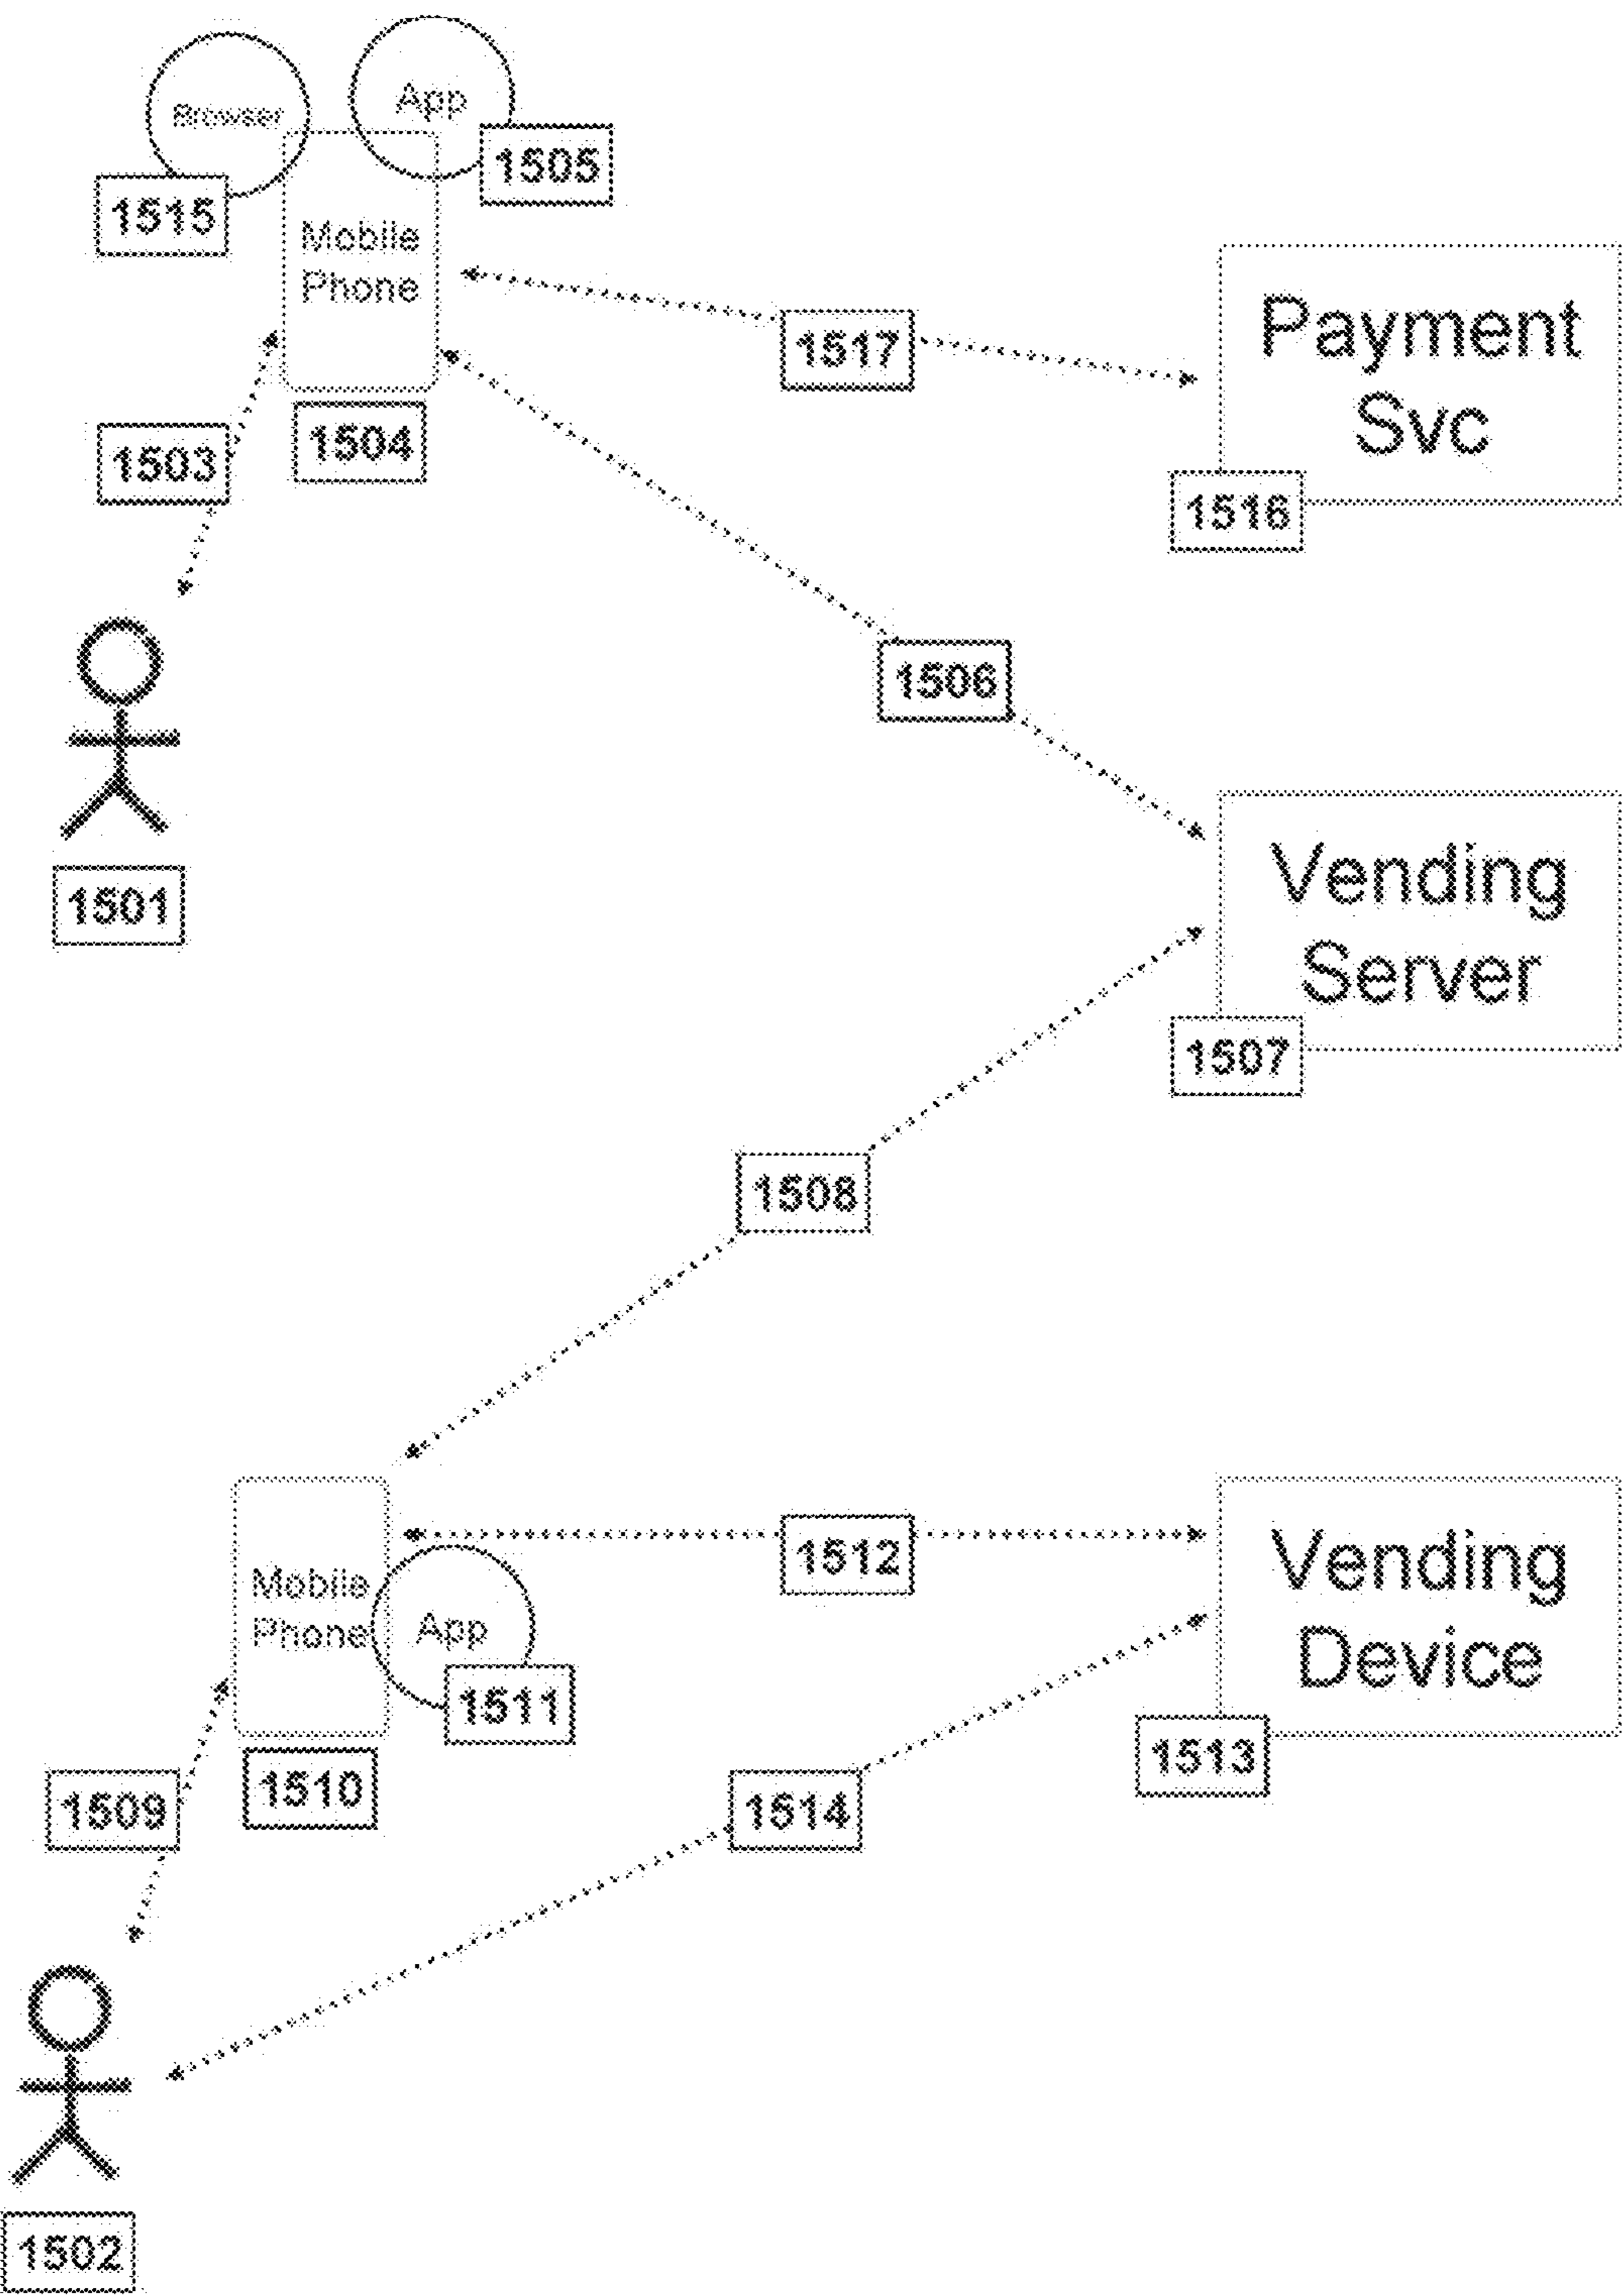 Browser
App
1505
1515
Mobile
Phone
1517
Payment
Svc
1503
1504
1516
1506
1501
Vending
Server
1507
1508
Mobile
Phone
App
1512
Vending
Device
1511
1513
1509
1510
1514
1502